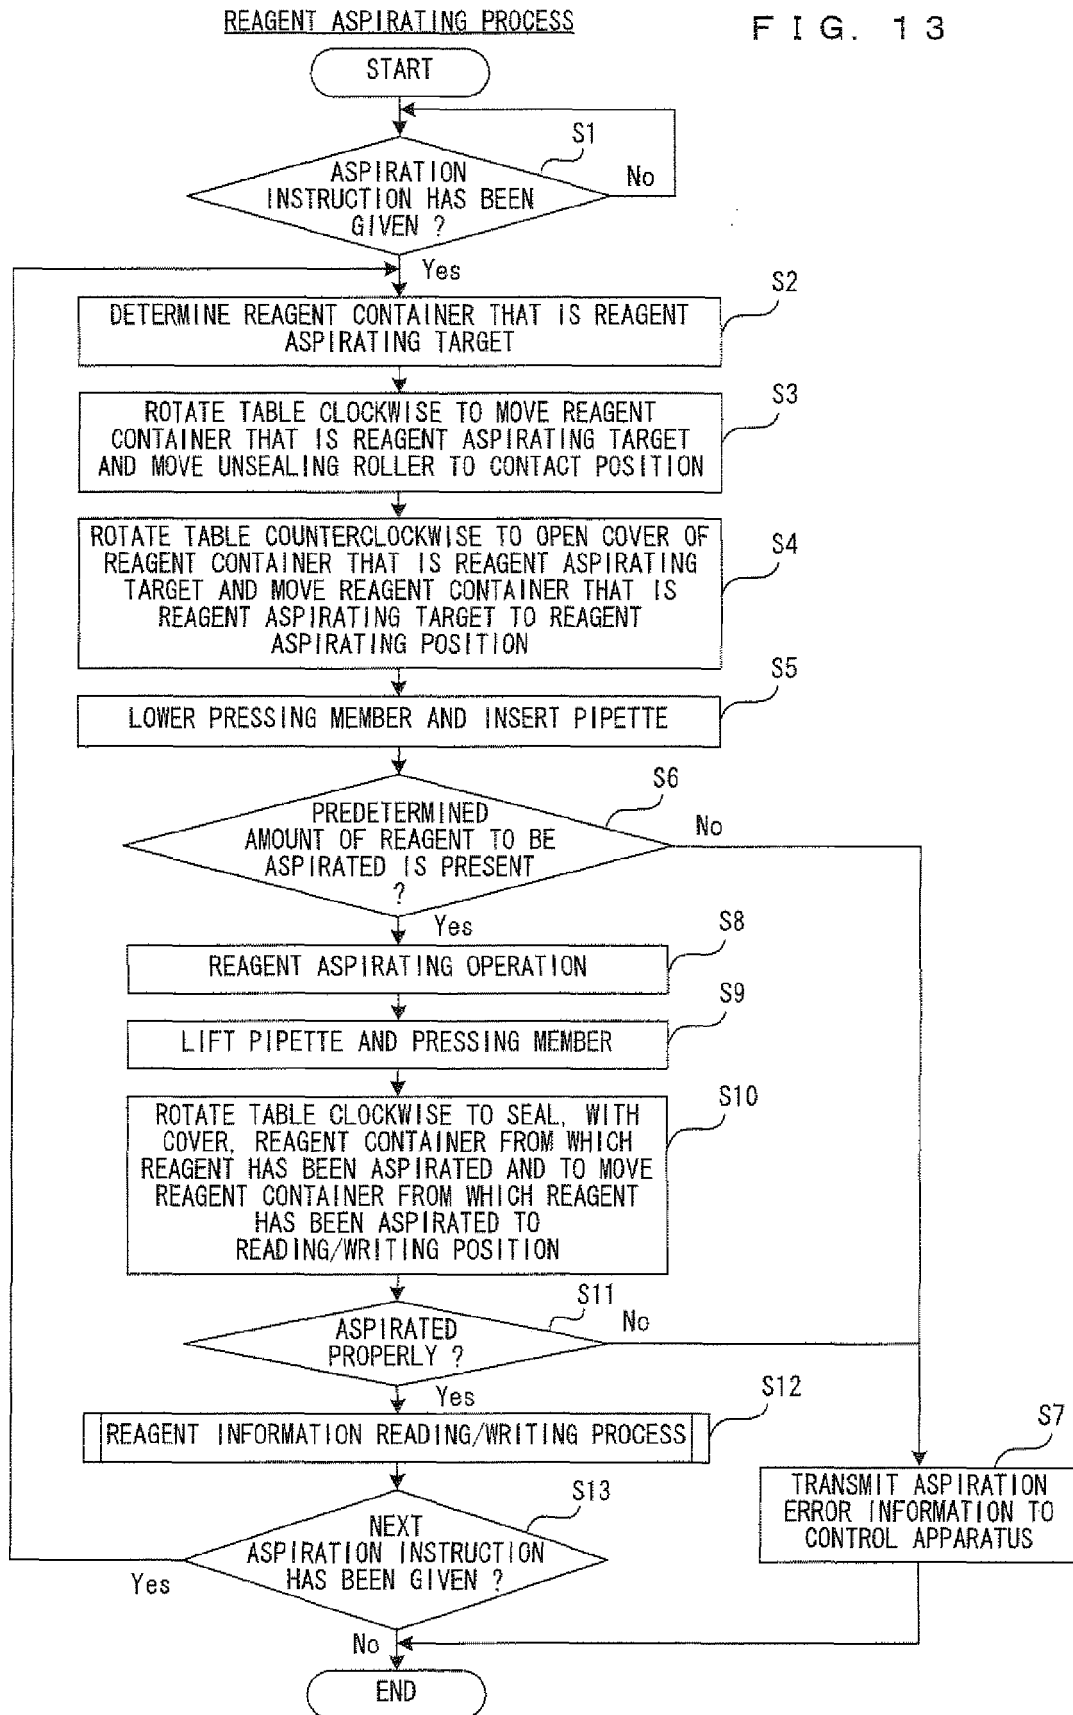 REAGENT ASPIRATING PROCESS
FIG. 13
START
S1
ASPIRATION
INSTRUCTION HAS BEEN
GIVEN ?
No
Yes
S2
DETERMINE REAGENT CONTAINER THAT IS REAGENT
ASPIRATING TARGET
S3
ROTATE TABLE CLOCKWISE TO MOVE REAGENT
CONTAINER THAT IS REAGENT ASPIRATING TARGET
AND MOVE UNSEALING ROLLER TO CONTACT POSITION
S4
ROTATE TABLE COUNTERCLOCKWISE TO OPEN COVER OF
REAGENT CONTAINER THAT IS REAGENT ASPIRATING
TARGET AND MOVE REAGENT CONTAINER THAT IS
REAGENT ASPIRATING TARGET TO REAGENT
ASPIRATING POSITION
S5
LOWER PRESSING MEMBER AND INSERT PIPETTE
S6
PREDETERMINED
AMOUNT OF REAGENT TO BE
ASPIRATED IS PRESENT
?
No
Yes
S8
REAGENT ASPIRATING OPERATION
S9
LIFT PIPETTE AND PRESSING MEMBER
S10
ROTATE TABLE CLOCKWISE TO SEAL, WITH
COVER, REAGENT CONTAINER FROM WHICH
REAGENT HAS BEEN ASPIRATED AND TO MOVE
REAGENT CONTAINER FROM WHICH REAGENT
HAS BEEN ASPIRATED TO
READING/WRITING POSITION
S11
ASPIRATED
PROPERLY ?
No
Yes
S12
REAGENT INFORMATION READING/WRITING PROCESS
S7
TRANSMIT ASPIRATION
ERROR INFORMATION TO
CONTROL APPARATUS
S13
NEXT
ASPIRATION INSTRUCTION
HAS BEEN GIVEN ?
Yes
No
END